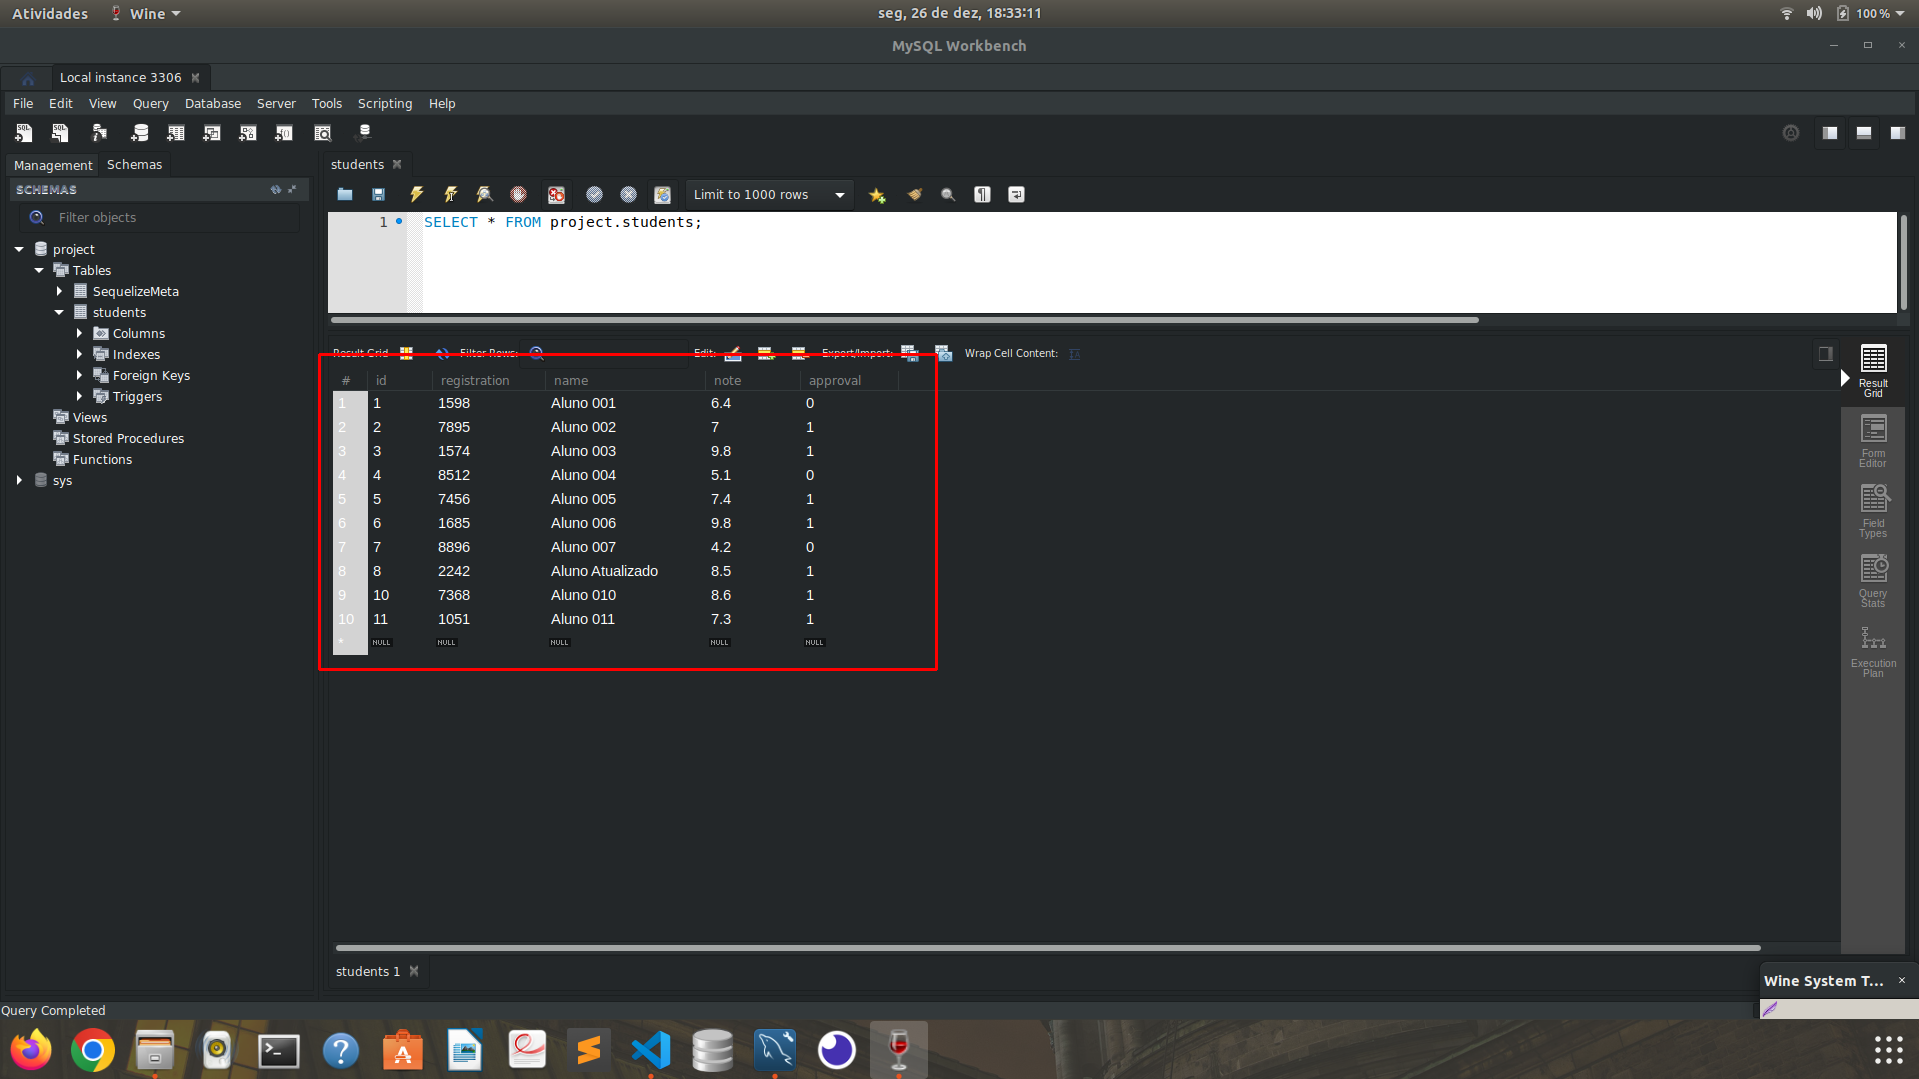 Atividades Wine seg, 26 de dez, 18:33:11 100 %
MySQL Workbench
Local instance 3306
File Edit View Query Database Server Tools Scripting Help
Management Schemas
students
SCHEMAS
Limit to 1000 rows
Filter objects
1 SELECT * FROM project.students;
project
Tables
SequelizeMeta
students
Columns
Indexes
Foreign Keys
Triggers
Views
Stored Procedures
Functions
sys
Result Grid Filter Rows: Edit: Export/Import: Wrap Cell Content:
# id registration name note approval
1 1 1598 Aluno 001 6.4 0
2 2 7895 Aluno 002 7 1
3 3 1574 Aluno 003 9.8 1
4 4 8512 Aluno 004 5.1 0
5 5 7456 Aluno 005 7.4 1
6 6 1685 Aluno 006 9.8 1
7 7 8896 Aluno 007 4.2 0
8 8 2242 Aluno Atualizado 8.5 1
9 10 7368 Aluno 010 8.6 1
10 11 1051 Aluno 011 7.3 1
* NULL NULL NULL NULL NULL
Result
Grid
Form
Editor
Field
Types
Query
Stats
Execution
Plan
students 1
Wine System T...
Query Completed